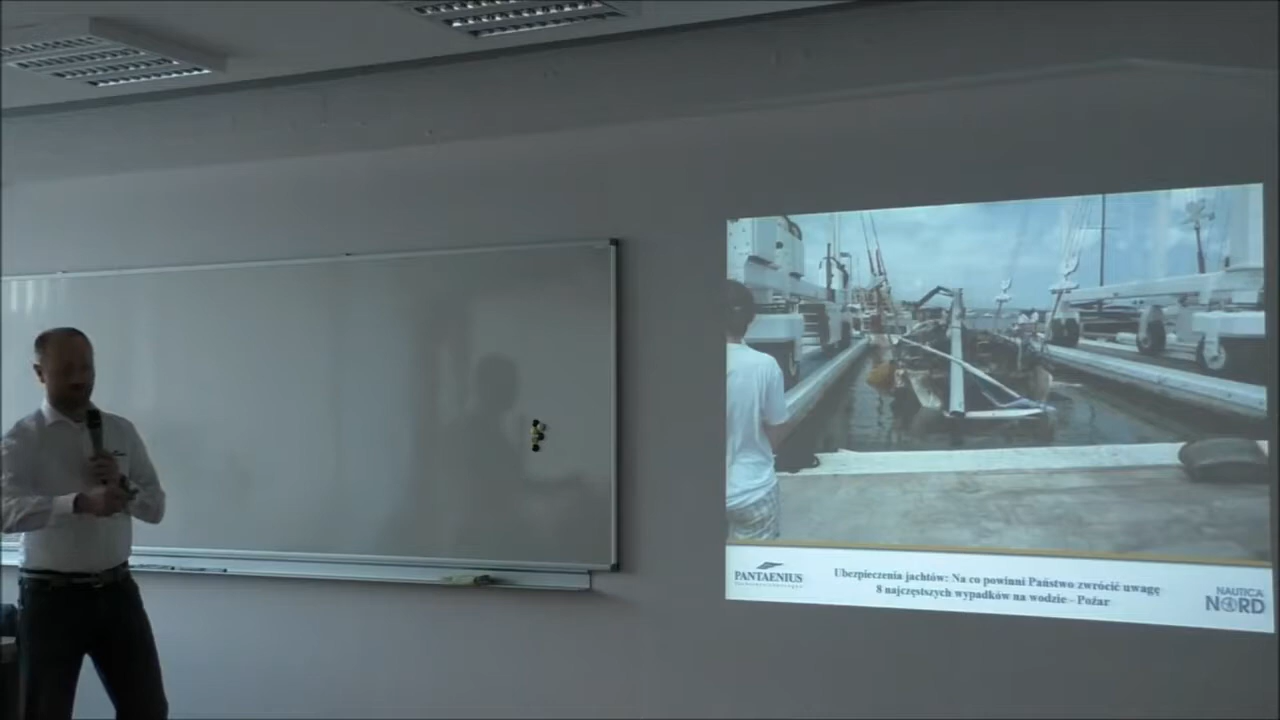 PANTAENIUS
Ubezpieczenia jachtów: Na co powinni Państwo zwrócić uwagę
8 najczęstszych wypadków na wodzie – Pożar
NAUTICA
NORD